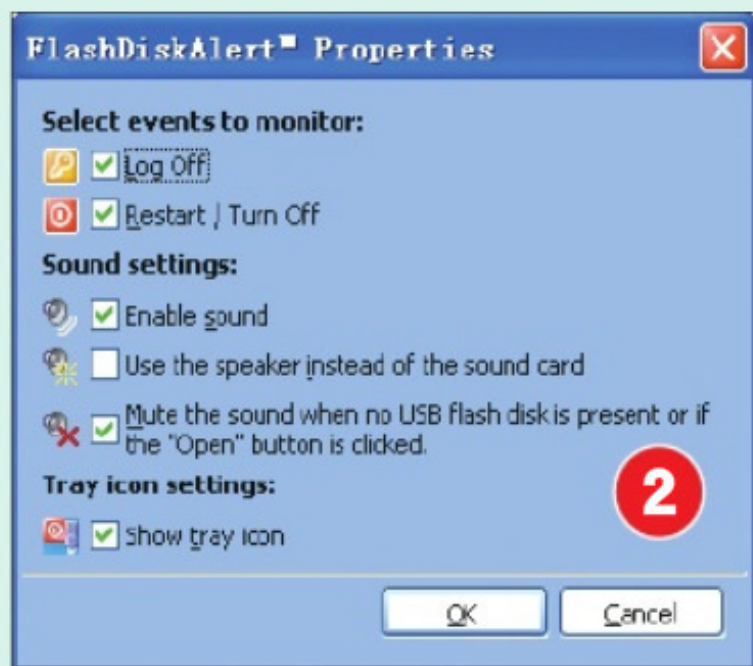 FlashDiskAlert™ Properties
Select events to monitor:
Log Off
Restart / Turn Off
Sound settings:
Enable sound
Use the speaker instead of the sound card
Mute the sound when no USB flash disk is present or if
the "Open" button is clicked.
Tray icon settings:
Show tray icon
2
OK Cancel